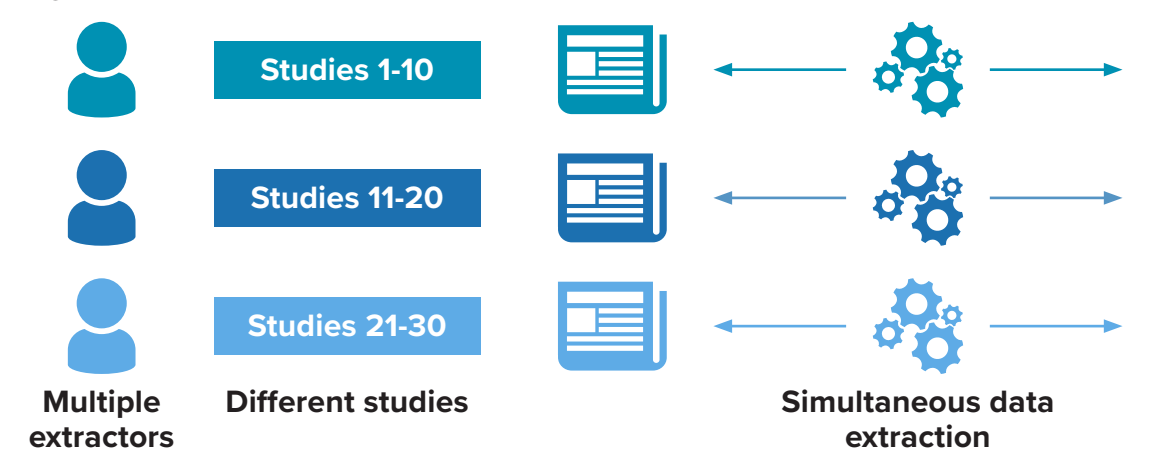 Studies 1-10
Studies 11-20
Studies 21-30
Multiple
extractors
Different studies
Simultaneous data
extraction